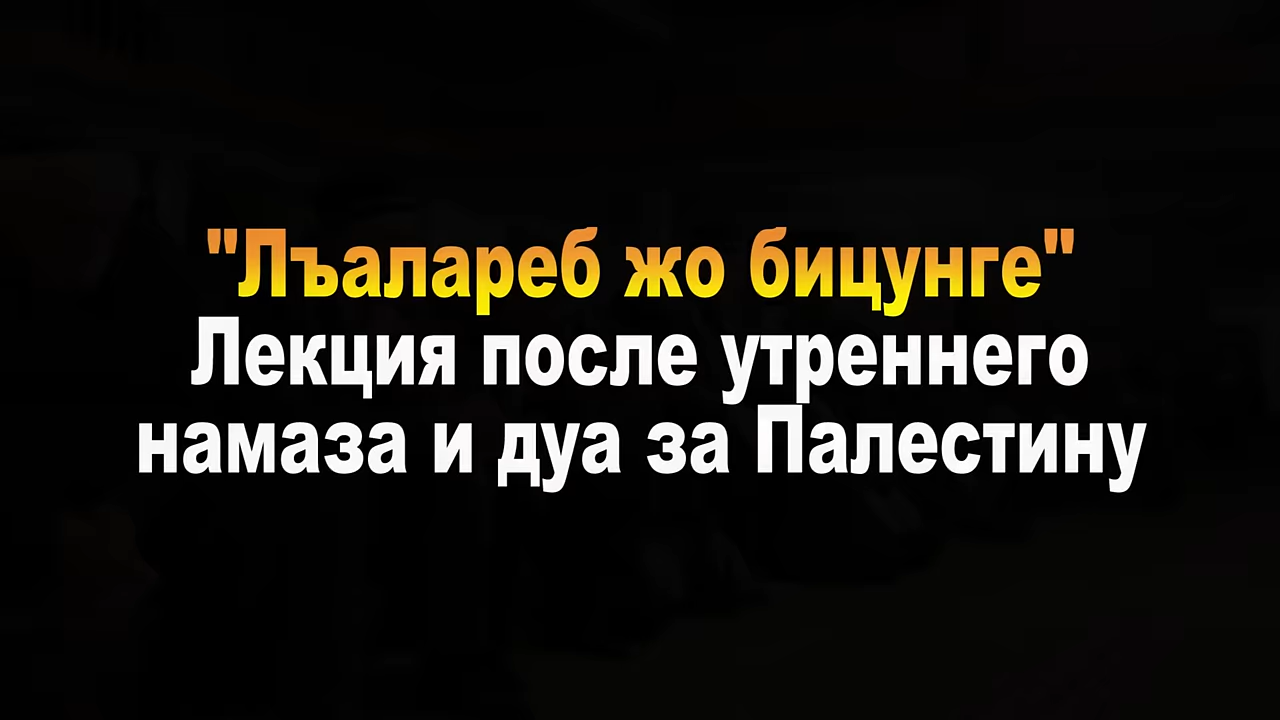 "Лъалареб жо бицунге"
Лекция после утреннего
намаза и дуа за Палестину